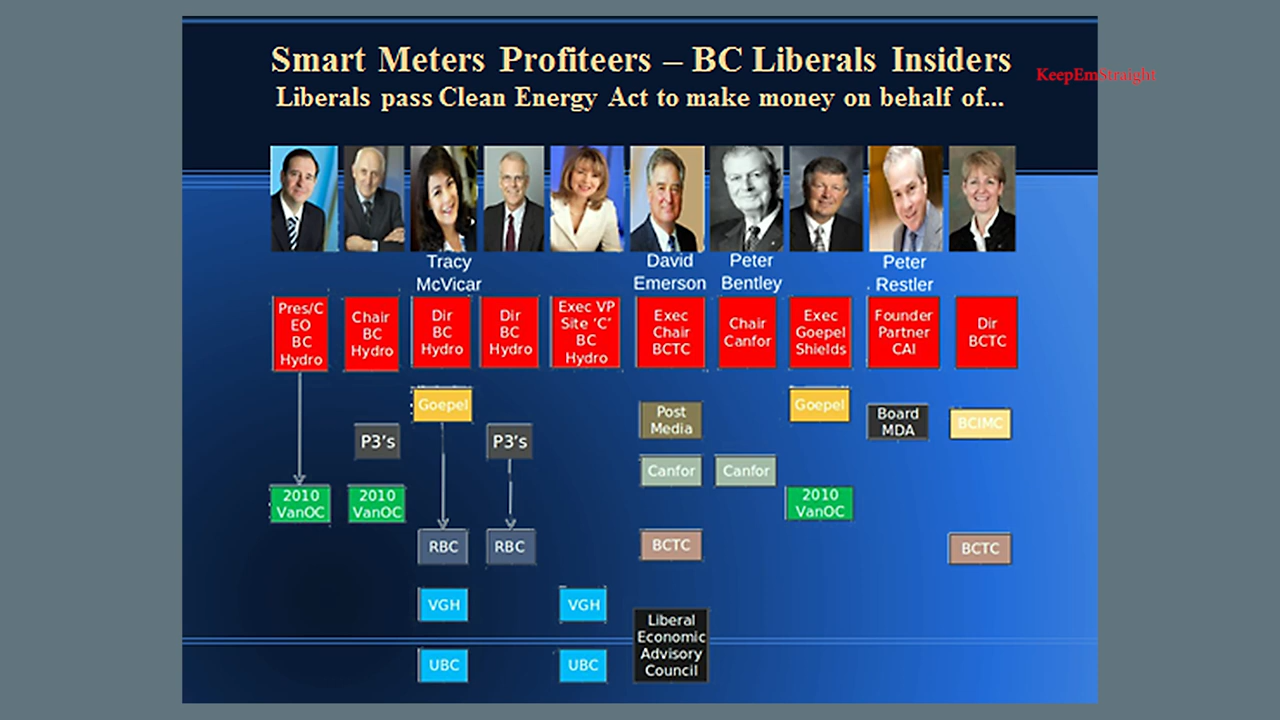 Smart Meters Profiteers – BC Liberals Insiders
KeepEmStraight
Liberals pass Clean Energy Act to make money on behalf of...
Tracy
McVicar
David
Emerson
Peter
Bentley
Peter
Restler
Pres/C
EO
BC
Hydro
Chair
BC
Hydro
Dir
BC
Hydro
Dir
BC
Hydro
Exec VP
Site ‘C’
BC
Hydro
Exec
Chair
BCTC
Chair
Canfor
Exec
Goepel
Shields
Founder
Partner
CAI
Dir
BCTC
Goepel
Post
Media
Goepel
Board
MDA
BCIMC
P3’s
P3’s
Canfor
Canfor
2010
VanOC
2010
VanOC
2010
VanOC
RBC
RBC
BCTC
BCTC
VGH
VGH
Liberal
Economic
Advisory
Council
UBC
UBC